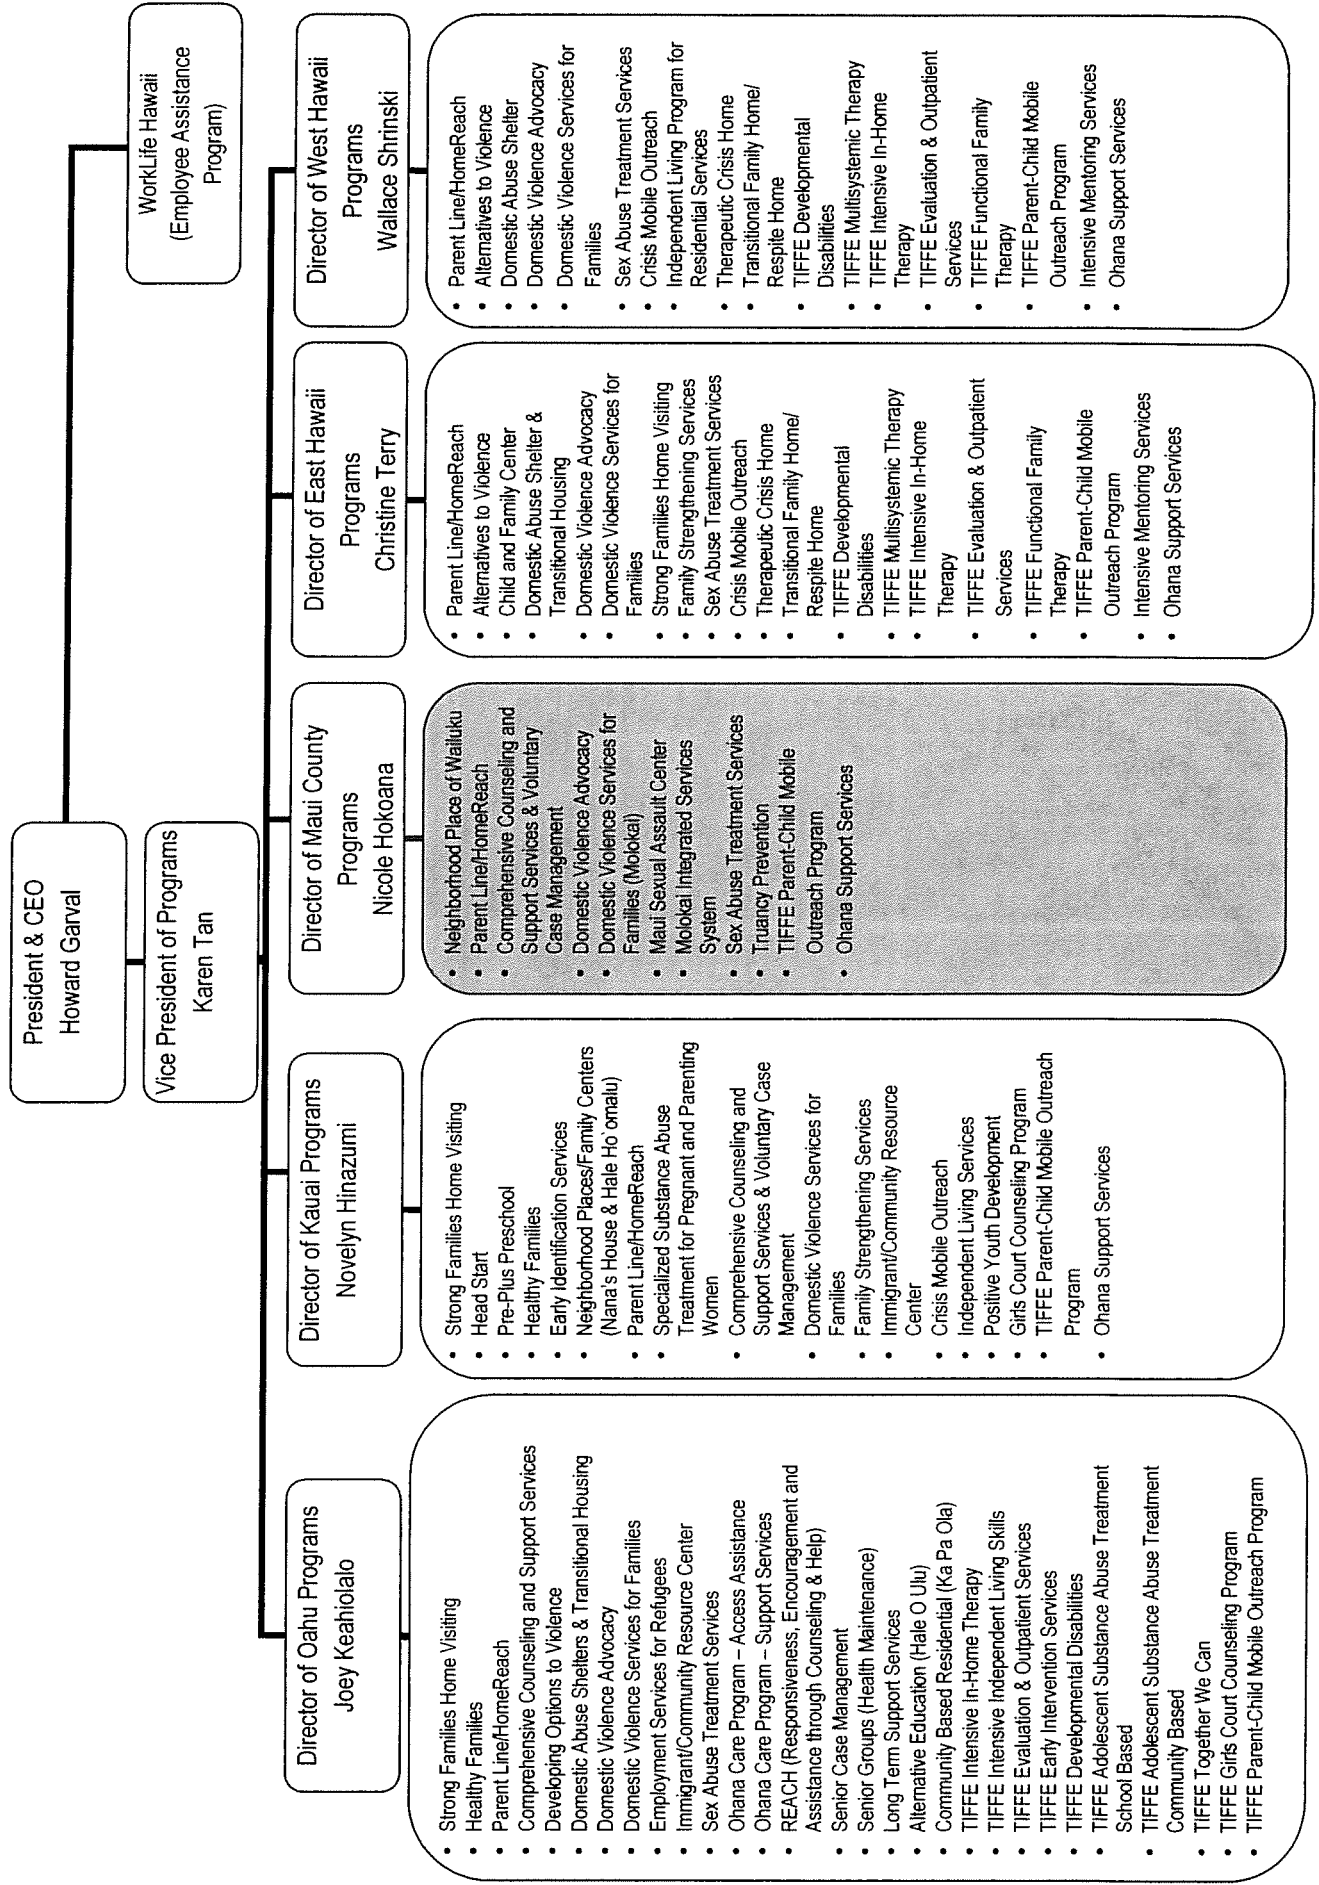 President & CEO
Howard Garval
WorkLife Hawaii
(Employee Assistance
Program)
Vice President of Programs
Karen Tan
Director of Oahu Programs
Joey Keahiolalo
• Strong Families Home Visiting
• Healthy Families
• Parent Line/HomeReach
• Comprehensive Counseling and Support Services
• Developing Options to Violence
• Domestic Abuse Shelters & Transitional Housing
• Domestic Violence Advocacy
• Domestic Violence Services for Families
• Employment Services for Refugees
• Immigrant/Community Resource Center
• Sex Abuse Treatment Services
• Ohana Care Program – Access Assistance
• Ohana Care Program – Support Services
• REACH (Responsiveness, Encouragement and
Assistance through Counseling & Help)
• Senior Case Management
• Senior Groups (Health Maintenance)
• Long Term Support Services
• Alternative Education (Hale O Ulu)
• Community Based Residential (Ka Pa Ola)
• TIFFE Intensive In-Home Therapy
• TIFFE Intensive Independent Living Skills
• TIFFE Evaluation & Outpatient Services
• TIFFE Early Intervention Services
• TIFFE Developmental Disabilities
• TIFFE Adolescent Substance Abuse Treatment
School Based
• TIFFE Adolescent Substance Abuse Treatment
Community Based
• TIFFE Together We Can
• TIFFE Girls Court Counseling Program
• TIFFE Parent-Child Mobile Outreach Program
Director of Kauai Programs
Novelyn Hinazumi
• Strong Families Home Visiting
• Head Start
• Pre-Plus Preschool
• Healthy Families
• Early Identification Services
• Neighborhood Places/Family Centers
(Nana's House & Hale Ho`omalu)
• Parent Line/HomeReach
• Specialized Substance Abuse
Treatment for Pregnant and Parenting
Women
• Comprehensive Counseling and
Support Services & Voluntary Case
Management
• Domestic Violence Services for
Families
• Family Strengthening Services
• Immigrant/Community Resource
Center
• Crisis Mobile Outreach
• Independent Living Services
• Positive Youth Development
• Girls Court Counseling Program
• TIFFE Parent-Child Mobile Outreach
Program
• Ohana Support Services
Director of Maui County
Programs
Nicole Hokoana
• Neighborhood Place of Wailuku
• Parent Line/HomeReach
• Comprehensive Counseling and
Support Services & Voluntary
Case Management
• Domestic Violence Advocacy
• Domestic Violence Services for
Families (Molokai)
• Maui Sexual Assault Center
• Molokai Integrated Services
System
• Sex Abuse Treatment Services
• Truancy Prevention
• TIFFE Parent-Child Mobile
Outreach Program
• Ohana Support Services
Director of East Hawaii
Programs
Christine Terry
• Parent Line/HomeReach
• Alternatives to Violence
• Child and Family Center
• Domestic Abuse Shelter &
Transitional Housing
• Domestic Violence Advocacy
• Domestic Violence Services for
Families
• Strong Families Home Visiting
• Family Strengthening Services
• Sex Abuse Treatment Services
• Crisis Mobile Outreach
• Therapeutic Crisis Home
• Transitional Family Home/
Respite Home
• TIFFE Developmental
Disabilities
• TIFFE Multisystemic Therapy
• TIFFE Intensive In-Home
Therapy
• TIFFE Evaluation & Outpatient
Services
• TIFFE Functional Family
Therapy
• TIFFE Parent-Child Mobile
Outreach Program
• Intensive Mentoring Services
• Ohana Support Services
Director of West Hawaii
Programs
Wallace Shrinski
• Parent Line/HomeReach
• Alternatives to Violence
• Domestic Abuse Shelter
• Domestic Violence Advocacy
• Domestic Violence Services for
Families
• Sex Abuse Treatment Services
• Crisis Mobile Outreach
• Independent Living Program for
Residential Services
• Therapeutic Crisis Home
• Transitional Family Home/
Respite Home
• TIFFE Developmental
Disabilities
• TIFFE Multisystemic Therapy
• TIFFE Intensive In-Home
Therapy
• TIFFE Evaluation & Outpatient
Services
• TIFFE Functional Family
Therapy
• TIFFE Parent-Child Mobile
Outreach Program
• Intensive Mentoring Services
• Ohana Support Services